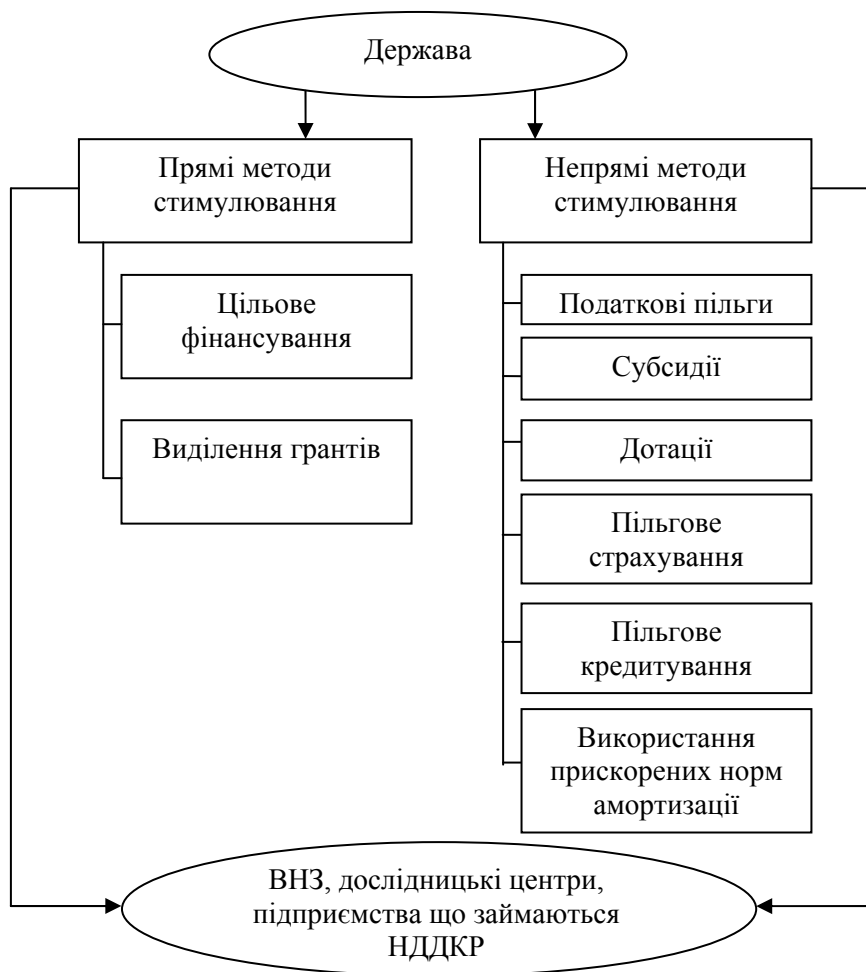 Держава
Прямі методи
стимулювання
Цільове
фінансування
Виділення грантів
Непрямі методи
стимулювання
Податкові пільги
Субсидії
Дотації
Пільгове
страхування
Пільгове
кредитування
Використання
прискорених норм
амортизації
ВНЗ, дослідницькі центри,
підприємства що займаються
НДДКР